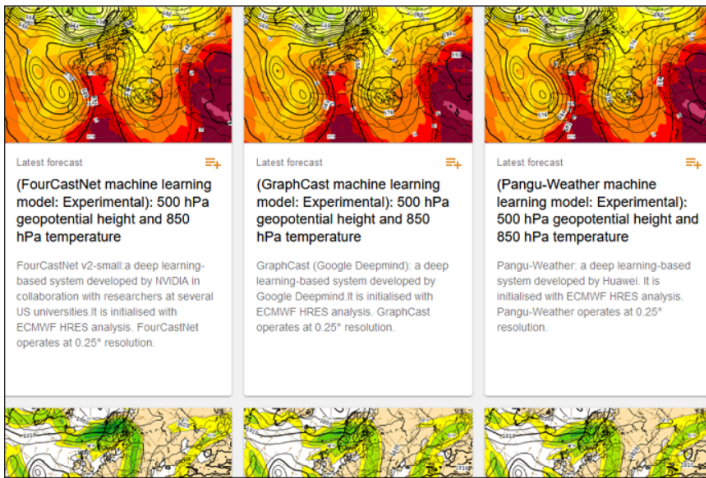 Latest forecast
(FourCastNet machine learning
model: Experimental): 500 hPa
geopotential height and 850
hPa temperature
FourCastNet v2-small:a deep learning-
based system developed by NVIDIA in
collaboration with researchers at several
US universities.It is initialised with
ECMWF HRES analysis. FourCastNet
operates at 0.25° resolution.
Latest forecast
(GraphCast machine learning
model: Experimental): 500 hPa
geopotential height and 850
hPa temperature
GraphCast (Google Deepmind): a deep
learning-based system developed by
Google Deepmind.It is initialised with
ECMWF HRES analysis. GraphCast
operates at 0.25° resolution.
Latest forecast
(Pangu-Weather machine
learning model: Experimental):
500 hPa geopotential height and
850 hPa temperature
Pangu-Weather: a deep learning-based
system developed by Huawei. It is
initialised with ECMWF HRES analysis.
Pangu-Weather operates at 0.25°
resolution.